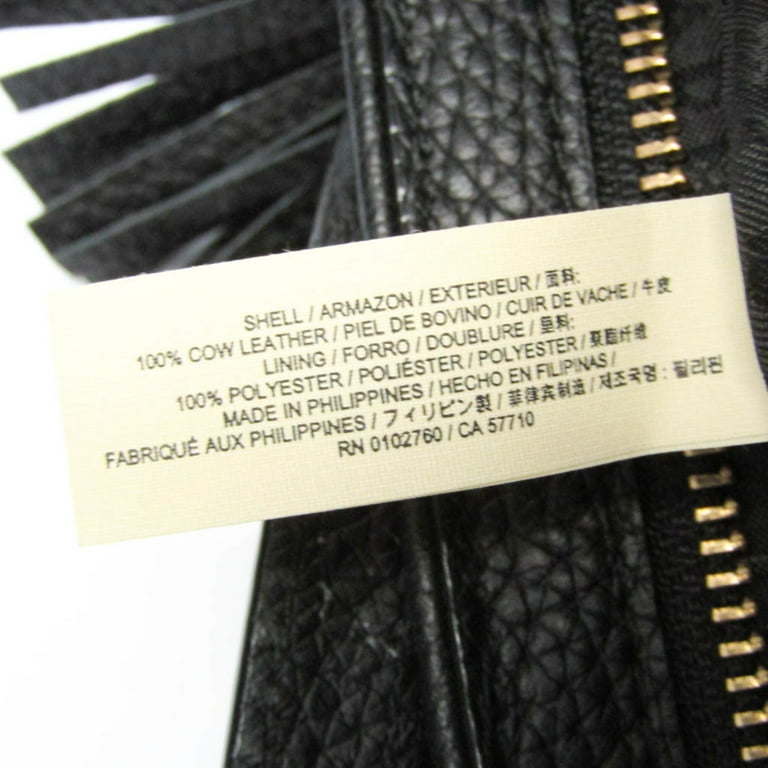 SHELL / ARMAZON / EXTERIEUR / 面料:
100% COW LEATHER / PIEL DE BOVINO / CUIR DE VACHE / 牛皮
LINING / FORRO / DOUBLURE / 里料:
100% POLYESTER / POLIÉSTER / POLYESTER / 聚酯纤维
MADE IN PHILIPPINES / HECHO EN FILIPINAS /
FABRIQUÉ AUX PHILIPPINES / フィリピン製 / 菲律宾制造 / 제조국명 : 필리핀
RN 0102760 / CA 57710